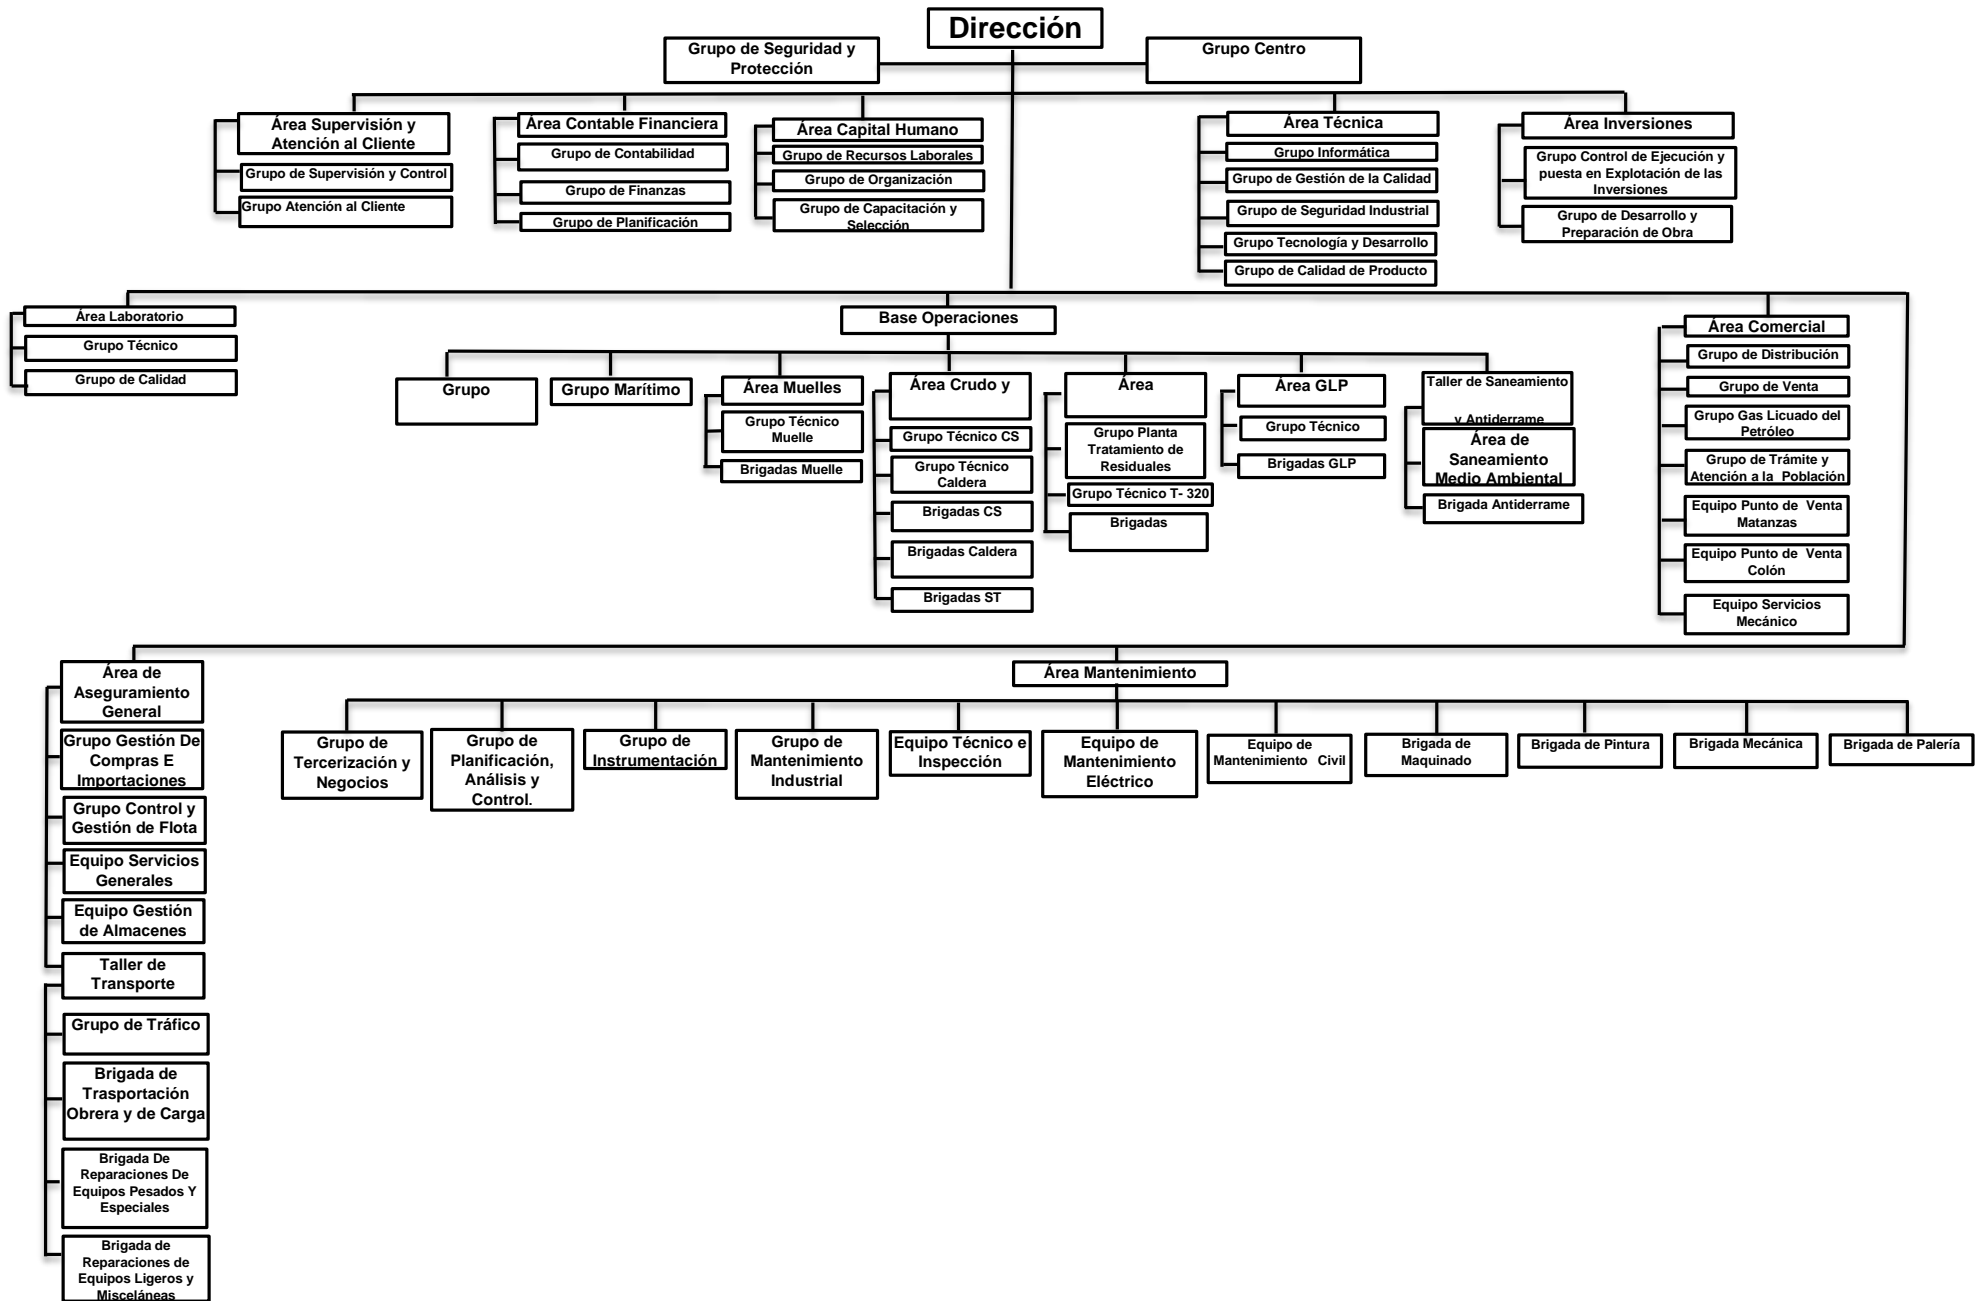 Dirección
Grupo de Seguridad y
Protección
Grupo Centro
Área Supervisión y
Atención al Cliente
Grupo de Supervisión y Control
Grupo Atención al Cliente
Área Contable Financiera
Grupo de Contabilidad
Grupo de Finanzas
Grupo de Planificación
Área Capital Humano
Grupo de Recursos Laborales
Grupo de Organización
Grupo de Capacitación y
Selección
Área Técnica
Grupo Informática
Grupo de Gestión de la Calidad
Grupo de Seguridad Industrial
Grupo Tecnología y Desarrollo
Grupo de Calidad de Producto
Área Inversiones
Grupo Control de Ejecución y
puesta en Explotación de las
Inversiones
Grupo de Desarrollo y
Preparación de Obra
Área Laboratorio
Grupo Técnico
Grupo de Calidad
Base Operaciones
Grupo
Grupo Marítimo
Área Muelles
Grupo Técnico
Muelle
Brigadas Muelle
Área Crudo y
Grupo Técnico CS
Grupo Técnico
Caldera
Brigadas CS
Brigadas Caldera
Brigadas ST
Área
Grupo Planta
Tratamiento de
Residuales
Grupo Técnico T- 320
Brigadas
Área GLP
Grupo Técnico
Brigadas GLP
Taller de Saneamiento
y Antiderrame
Área de
Saneamiento
Medio Ambiental
Brigada Antiderrame
Área Comercial
Grupo de Distribución
Grupo de Venta
Grupo Gas Licuado del
Petróleo
Grupo de Trámite y
Atención a la Población
Equipo Punto de Venta
Matanzas
Equipo Punto de Venta
Colón
Equipo Servicios
Mecánico
Área de
Aseguramiento
General
Grupo Gestión De
Compras E
Importaciones
Grupo Control y
Gestión de Flota
Equipo Servicios
Generales
Equipo Gestión
de Almacenes
Taller de
Transporte
Grupo de Tráfico
Brigada de
Trasportación
Obrera y de Carga
Brigada De
Reparaciones De
Equipos Pesados Y
Especiales
Brigada de
Reparaciones de
Equipos Ligeros y
Misceláneas
Área Mantenimiento
Grupo de
Tercerización y
Negocios
Grupo de
Planificación,
Análisis y
Control.
Grupo de
Instrumentación
Grupo de
Mantenimiento
Industrial
Equipo Técnico e
Inspección
Equipo de
Mantenimiento
Eléctrico
Equipo de
Mantenimiento Civil
Brigada de
Maquinado
Brigada de Pintura
Brigada Mecánica
Brigada de Palería